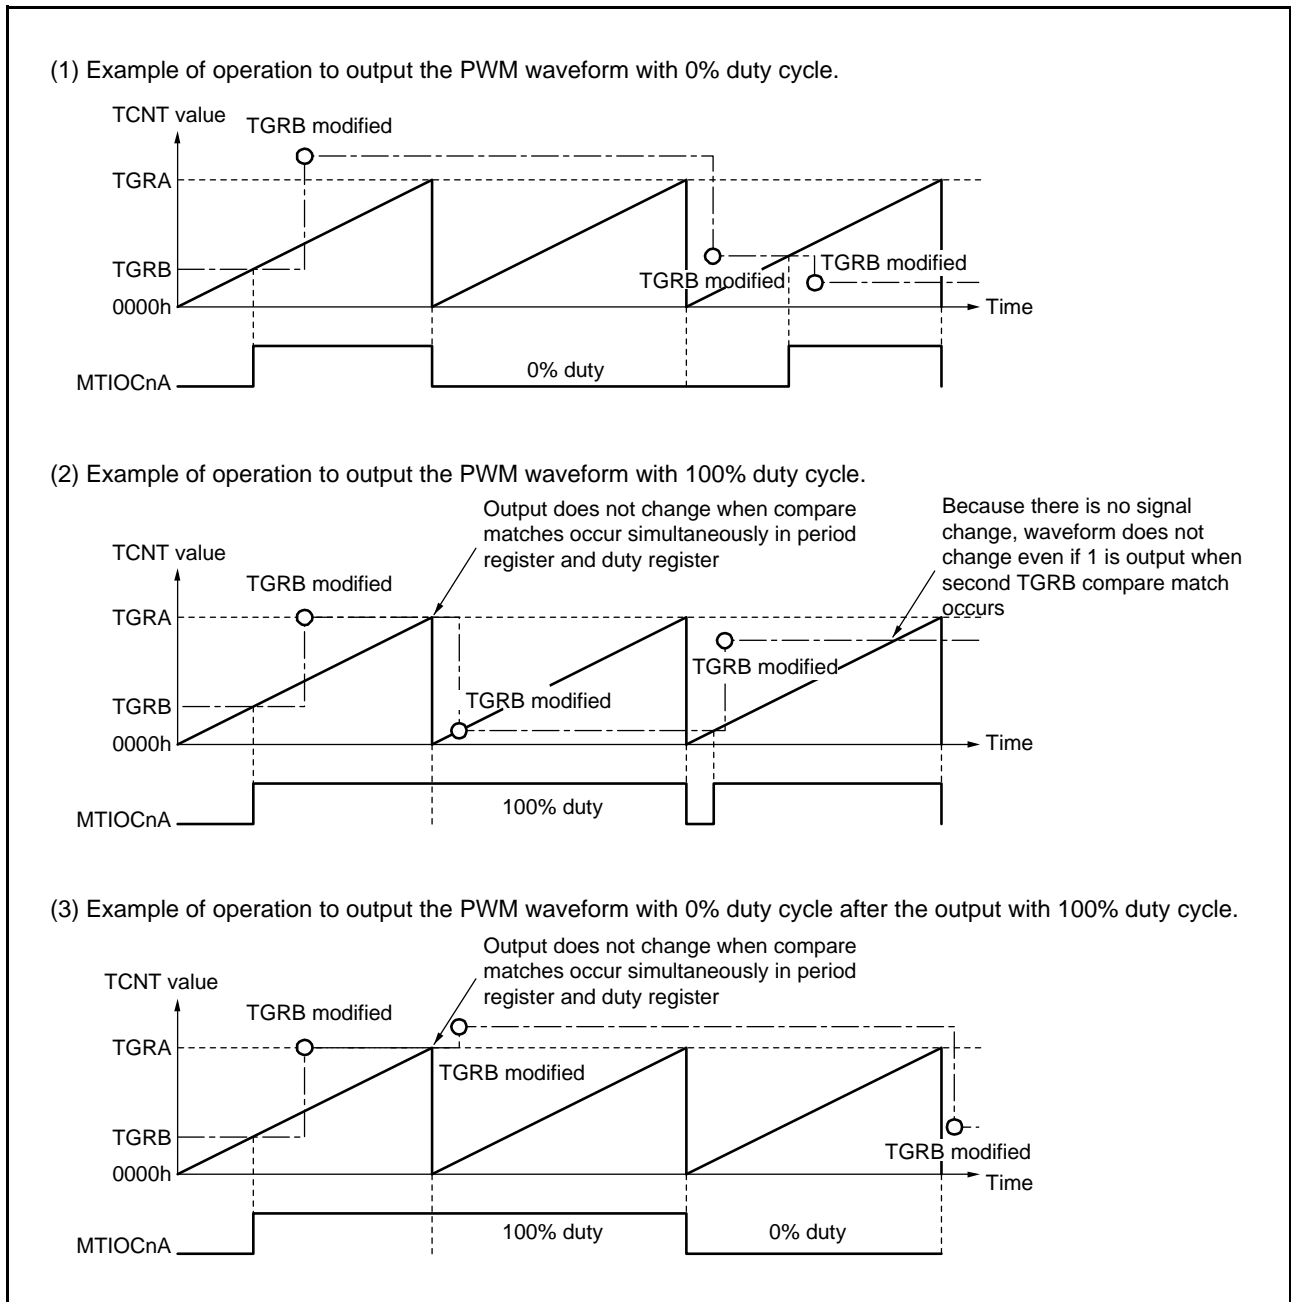 (1) Example of operation to output the PWM waveform with 0% duty cycle.
TCNT value
TGRB modified
TGRA
TGRB
TGRB modified
TGRB modified
0000h
Time
0% duty
MTIOCnA
(2) Example of operation to output the PWM waveform with 100% duty cycle.
Output does not change when compare
matches occur simultaneously in period
register and duty register
Because there is no signal
change, waveform does not
change even if 1 is output when
second TGRB compare match
occurs
TCNT value
TGRB modified
TGRA
TGRB modified
TGRB modified
TGRB
0000h
Time
100% duty
MTIOCnA
(3) Example of operation to output the PWM waveform with 0% duty cycle after the output with 100% duty cycle.
Output does not change when compare
matches occur simultaneously in period
register and duty register
TCNT value
TGRB modified
TGRA
TGRB modified
TGRB
TGRB modified
0000h
Time
100% duty
0% duty
MTIOCnA